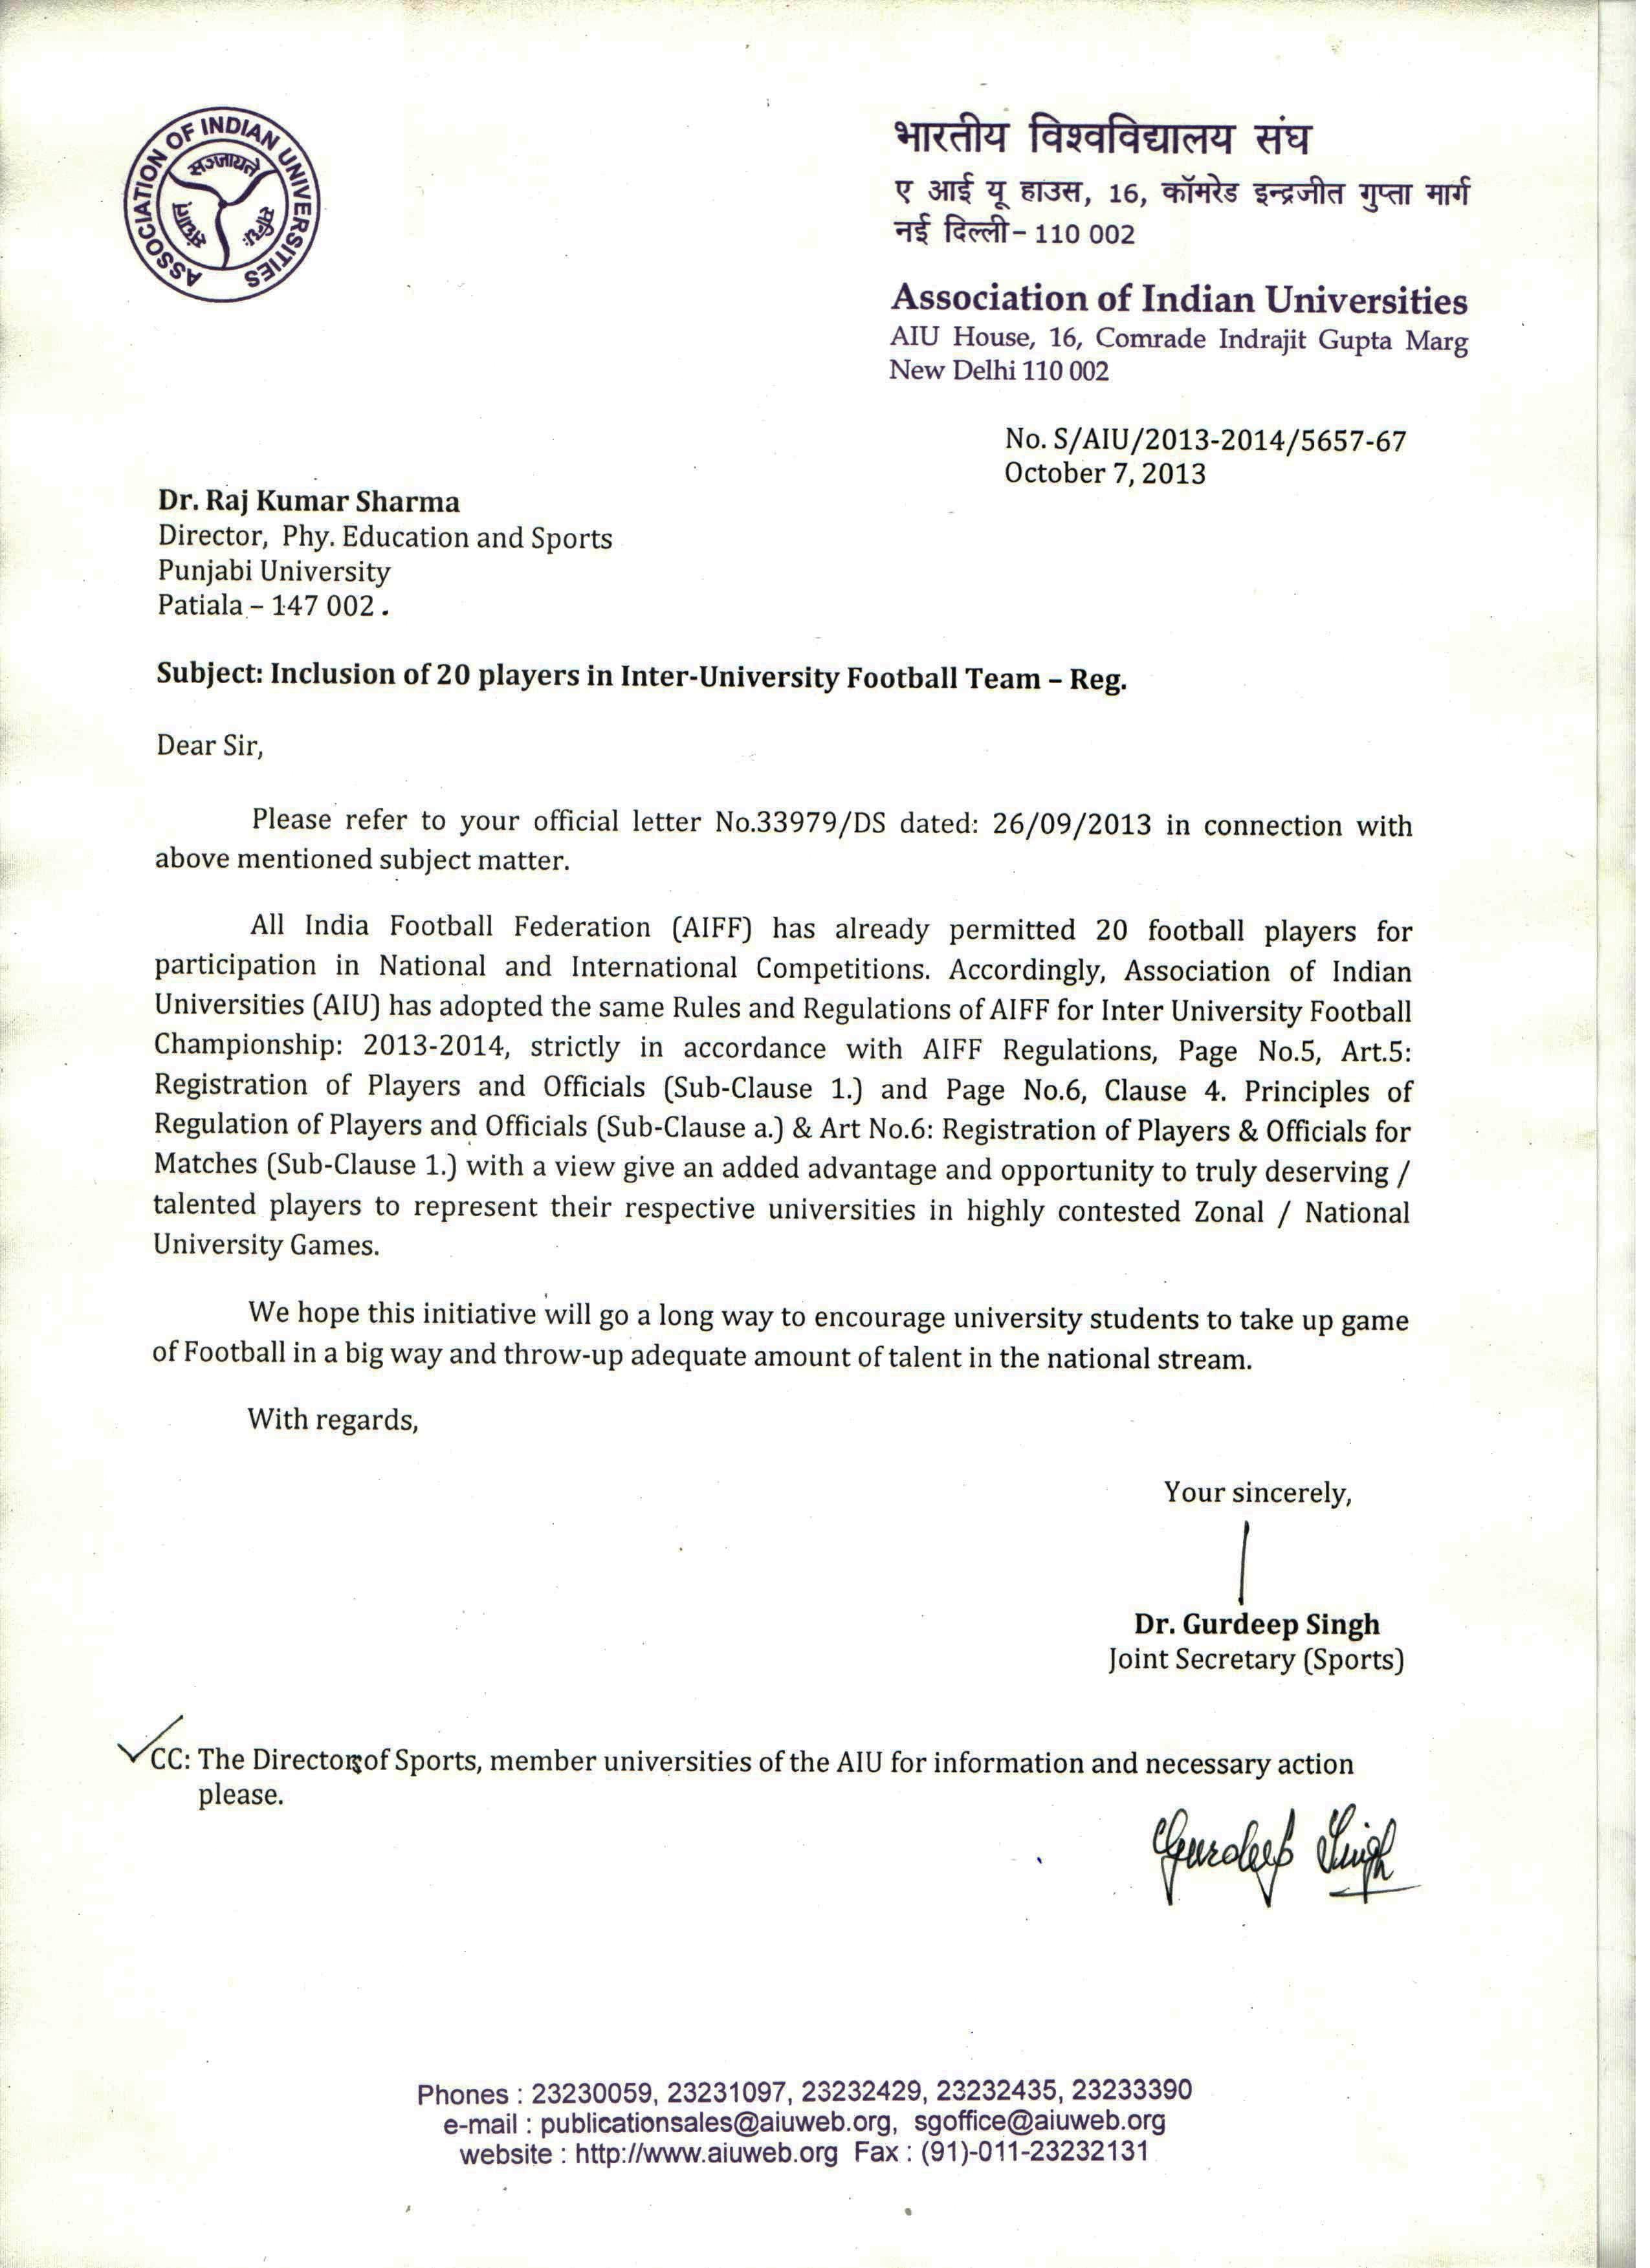 ASSOCIATION OF INDIAN UNIVERSITIES
सञ्जायते
भारतीय विश्वविद्यालय संघ
ए आई यू हाउस, 16, कॉमरेड इन्द्रजीत गुप्ता मार्ग
नई दिल्ली- 110 002
Association of Indian Universities
AIU House, 16, Comrade Indrajit Gupta Marg
New Delhi 110 002
No. S/AIU/2013-2014/5657-67
October 7, 2013
Dr. Raj Kumar Sharma
Director, Phy. Education and Sports
Punjabi University
Patiala – 147 002 .
Subject: Inclusion of 20 players in Inter-University Football Team – Reg.
Dear Sir,
Please refer to your official letter No.33979/DS dated: 26/09/2013 in connection with
above mentioned subject matter.
All India Football Federation (AIFF) has already permitted 20 football players for
participation in National and International Competitions. Accordingly, Association of Indian
Universities (AIU) has adopted the same Rules and Regulations of AIFF for Inter University Football
Championship: 2013-2014, strictly in accordance with AIFF Regulations, Page No.5, Art.5:
Registration of Players and Officials (Sub-Clause 1.) and Page No.6, Clause 4. Principles of
Regulation of Players and Officials (Sub-Clause a.) & Art No.6: Registration of Players & Officials for
Matches (Sub-Clause 1.) with a view give an added advantage and opportunity to truly deserving /
talented players to represent their respective universities in highly contested Zonal / National
University Games.
We hope this initiative will go a long way to encourage university students to take up game
of Football in a big way and throw-up adequate amount of talent in the national stream.
With regards,
Your sincerely,
Dr. Gurdeep Singh
Joint Secretary (Sports)
CC: The Directors of Sports, member universities of the AIU for information and necessary action
please.
Gurdeep Singh
Phones : 23230059, 23231097, 23232429, 23232435, 23233390
e-mail : publicationsales@aiuweb.org, sgoffice@aiuweb.org
website : http://www.aiuweb.org Fax : (91)-011-23232131